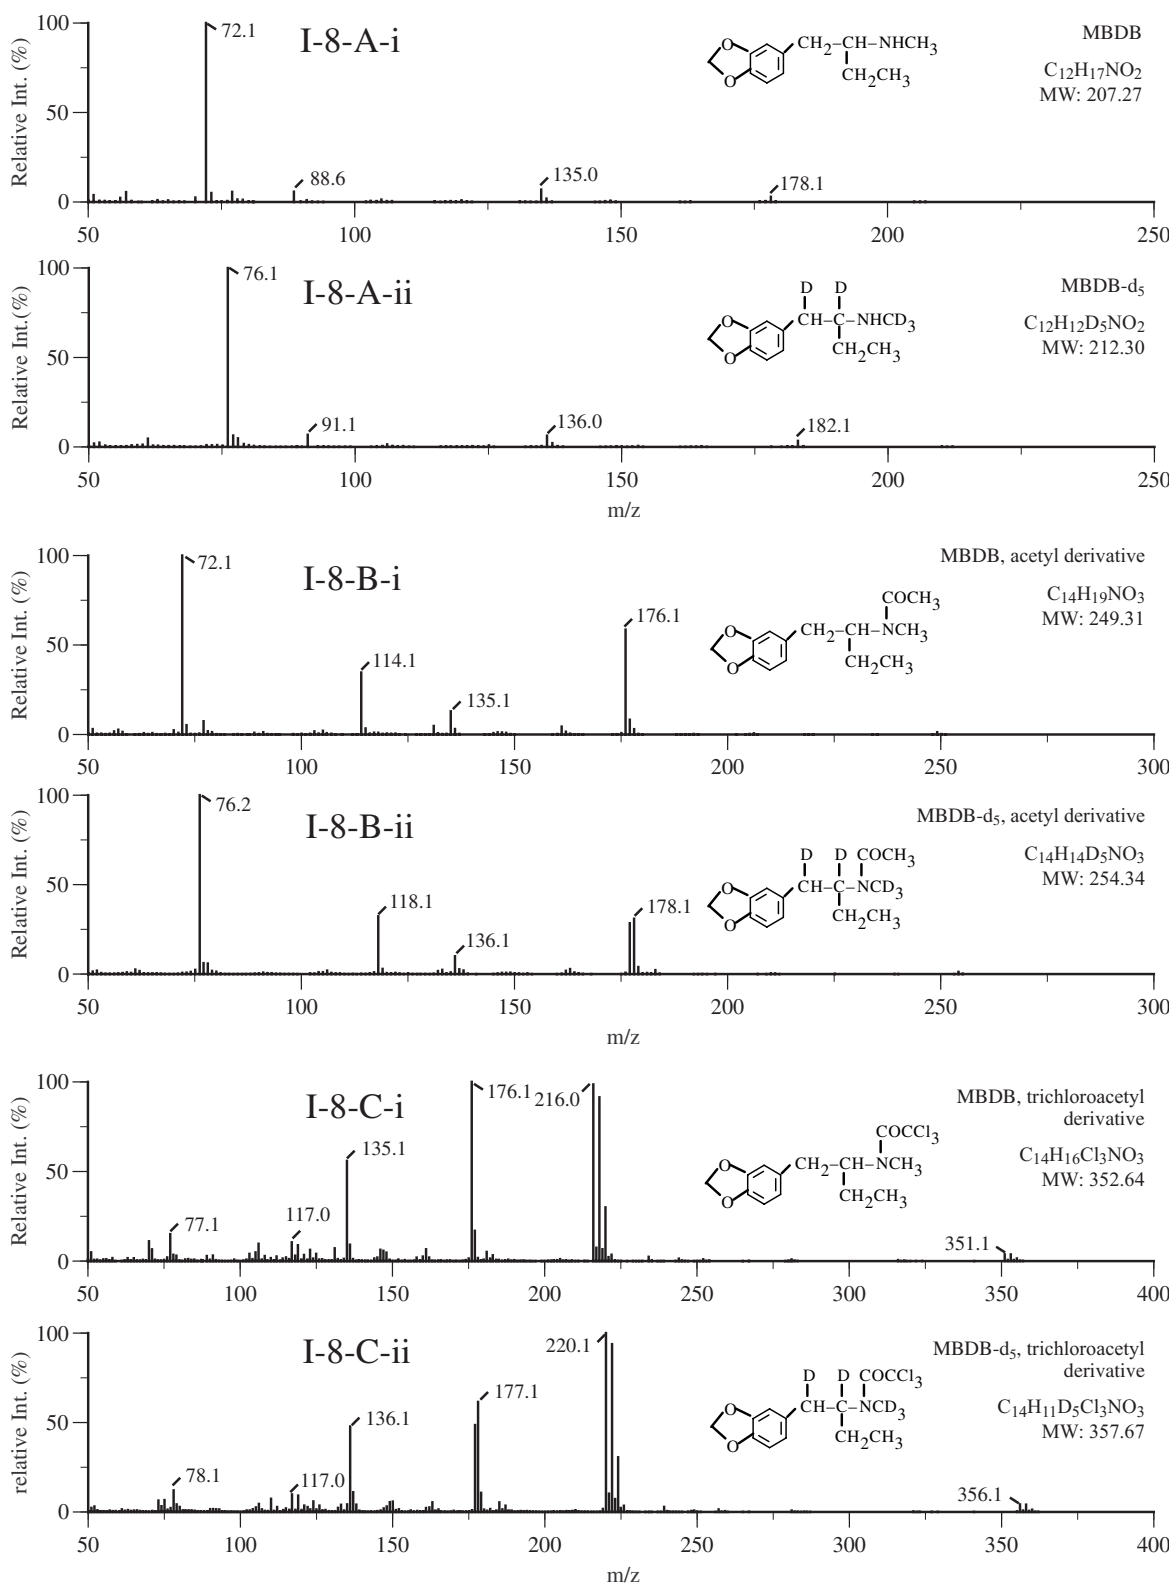 Relative Int. (%)
100
50
0
72.1
I-8-A-i
88.6
135.0
178.1
CH2–CH–NHCH3
CH2CH3
O
O
MBDB
C12H17NO2
MW: 207.27
50 100 150 200 250
Relative Int.(%)
100
50
0
76.1
I-8-A-ii
91.1
136.0
182.1
D D
CH–C–NHCD3
CH2CH3
O
O
MBDB-d5
C12H12D5NO2
MW: 212.30
50 100 150 200 250
m/z
Relative Int. (%)
100
50
0
72.1
I-8-B-i
114.1
135.1
176.1
COCH3
CH2–CH–NCH3
CH2CH3
O
O
MBDB, acetyl derivative
C14H19NO3
MW: 249.31
50 100 150 200 250 300
Relative Int. (%)
100
50
0
76.2
I-8-B-ii
118.1
136.1
178.1
D D COCH3
CH–C–NCD3
CH2CH3
O
O
MBDB-d5, acetyl derivative
C14H14D5NO3
MW: 254.34
50 100 150 200 250 300
m/z
Relative Int. (%)
100
50
0
I-8-C-i
77.1
117.0
135.1
176.1
216.0
351.1
COCCl3
CH2–CH–NCH3
CH2CH3
O
O
MBDB, trichloroacetyl
derivative
C14H16Cl3NO3
MW: 352.64
50 100 150 200 250 300 350 400
relative Int. (%)
100
50
0
I-8-C-ii
78.1
117.0
136.1
177.1
220.1
356.1
D D COCCl3
CH–C–NCD3
CH2CH3
O
O
MBDB-d5, trichloroacetyl
derivative
C14H11D5Cl3NO3
MW: 357.67
50 100 150 200 250 300 350 400
m/z